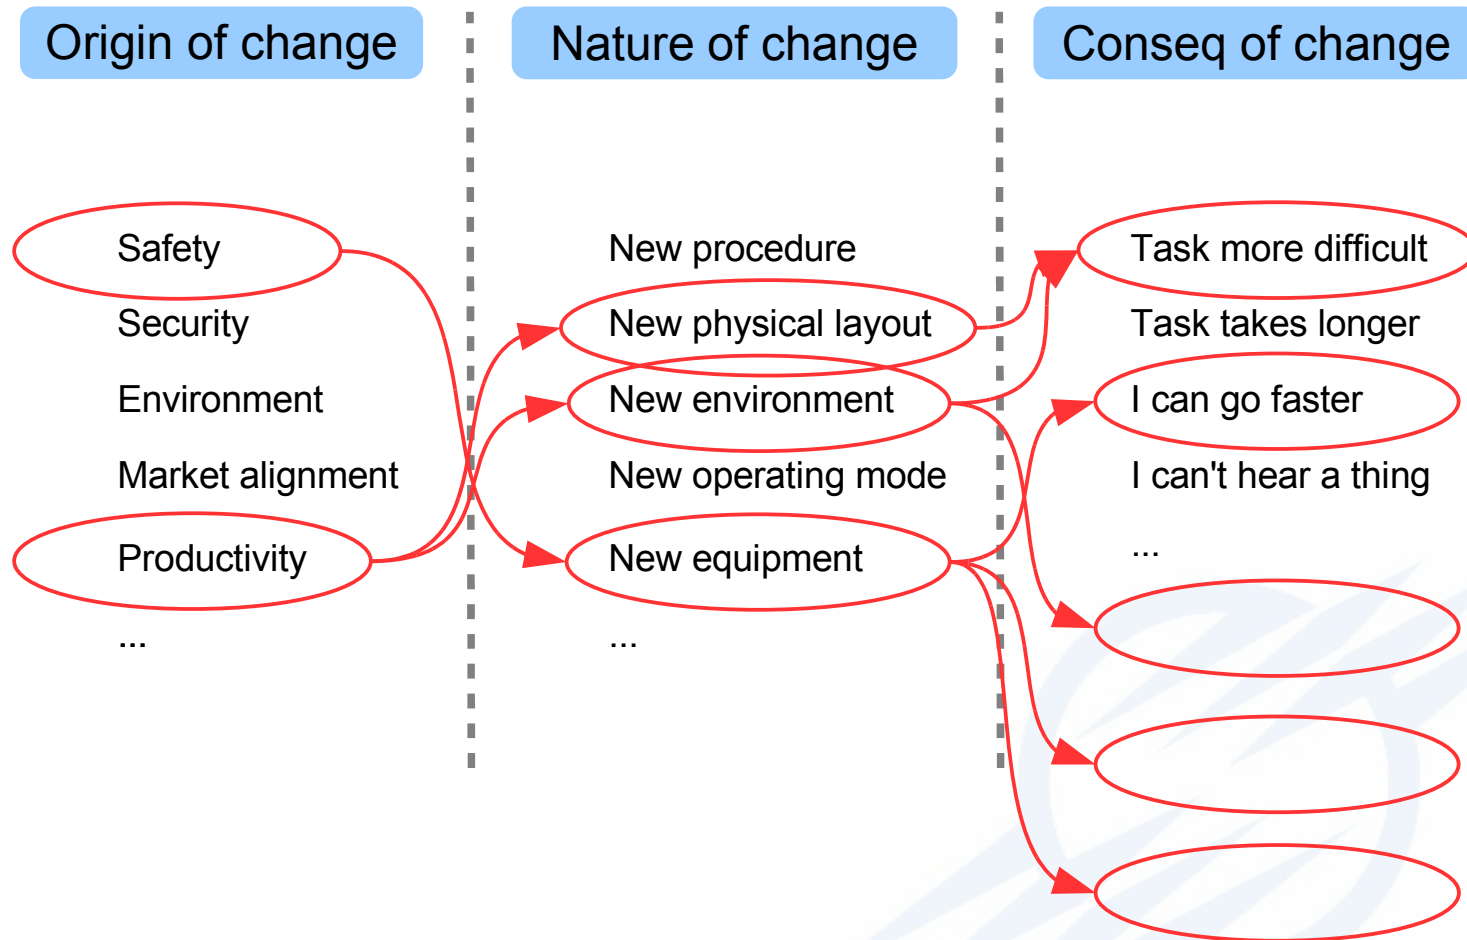 Origin of change
Nature of change
Conseq of change
Safety
Security
Environment
Market alignment
Productivity
...
New procedure
New physical layout
New environment
New operating mode
New equipment
...
Task more difficult
Task takes longer
I can go faster
I can't hear a thing
...